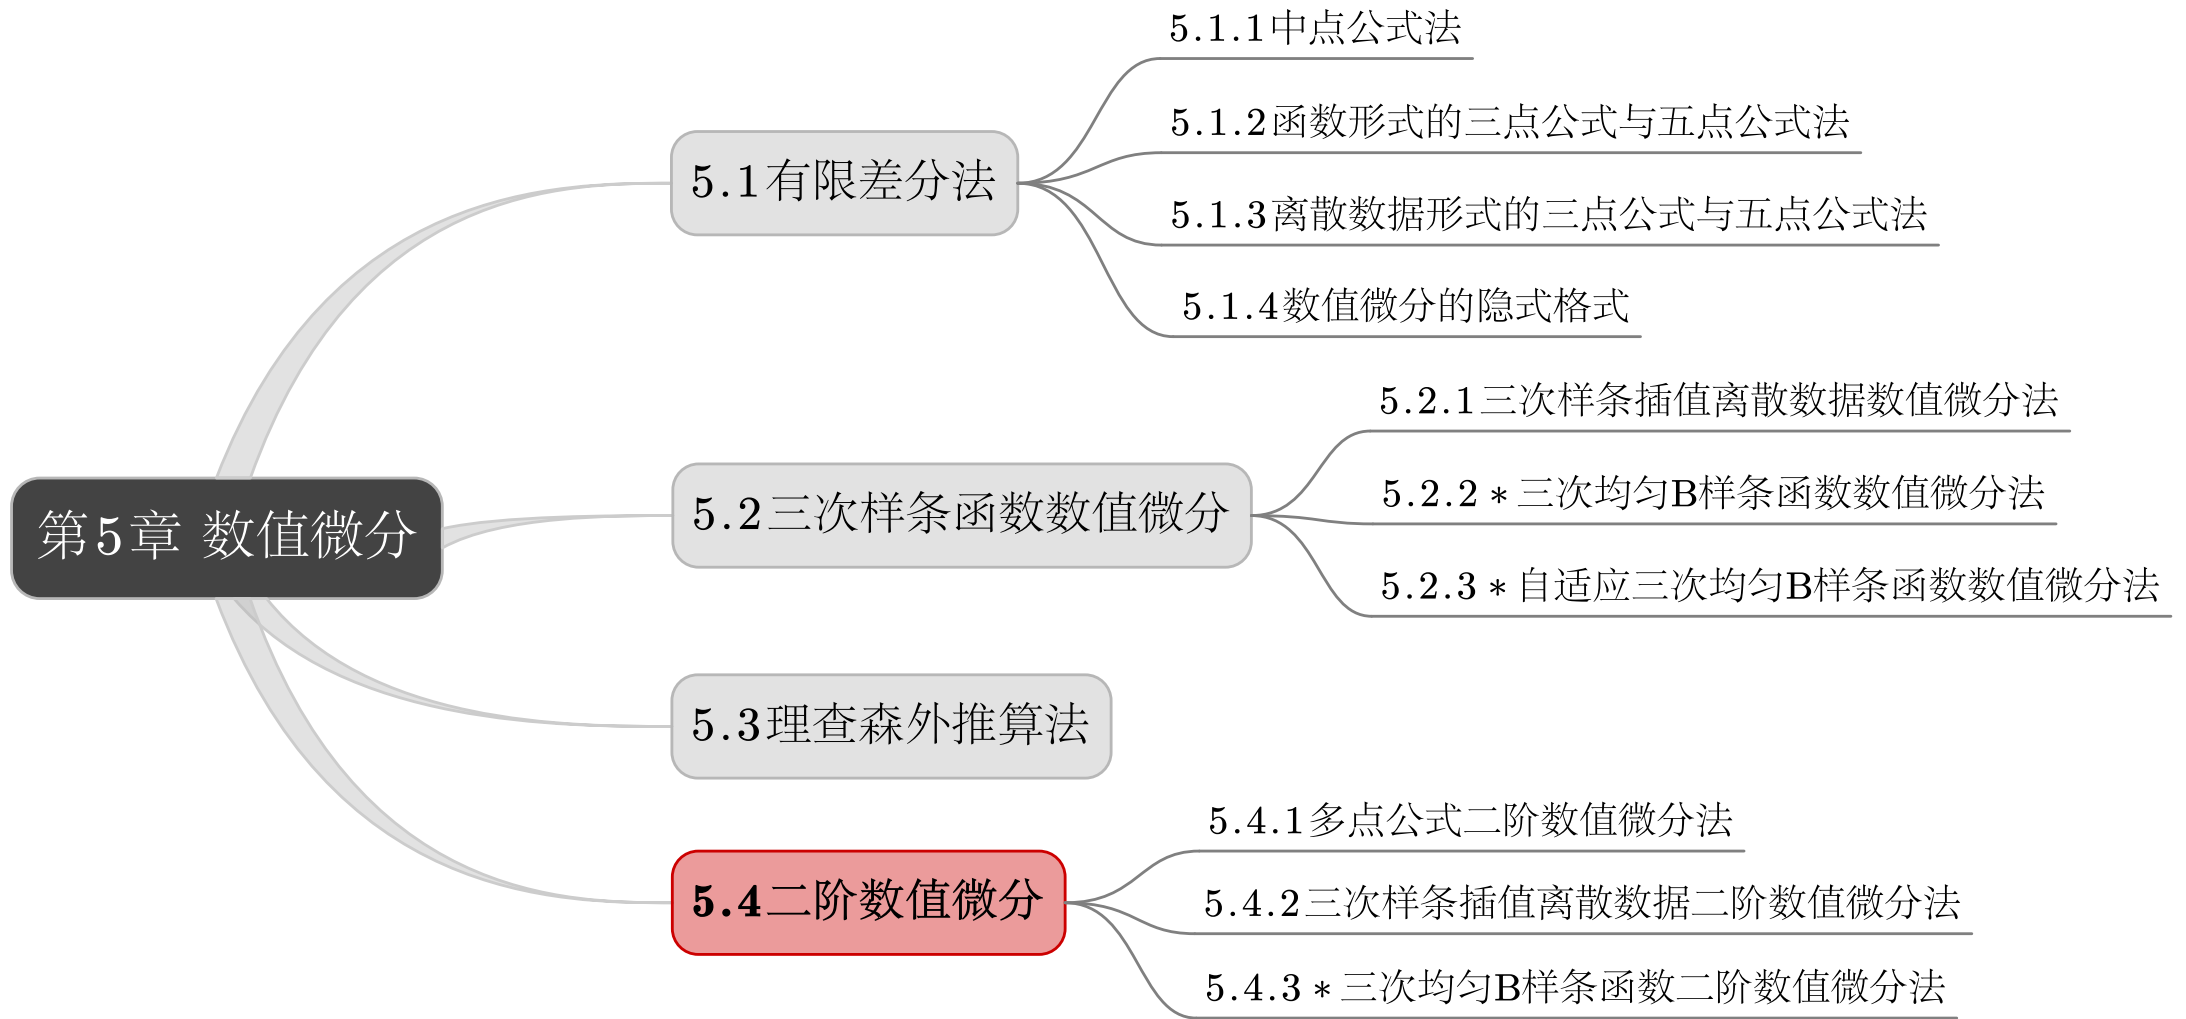 第5章 数值微分
5.1有限差分法
5.1.1中点公式法
5.1.2函数形式的三点公式与五点公式法
5.1.3离散数据形式的三点公式与五点公式法
5.1.4数值微分的隐式格式
5.2三次样条函数数值微分
5.2.1三次样条插值离散数据数值微分法
5.2.2*三次均匀B样条函数数值微分法
5.2.3*自适应三次均匀B样条函数数值微分法
5.3理查森外推算法
5.4二阶数值微分
5.4.1多点公式二阶数值微分法
5.4.2三次样条插值离散数据二阶数值微分法
5.4.3*三次均匀B样条函数二阶数值微分法